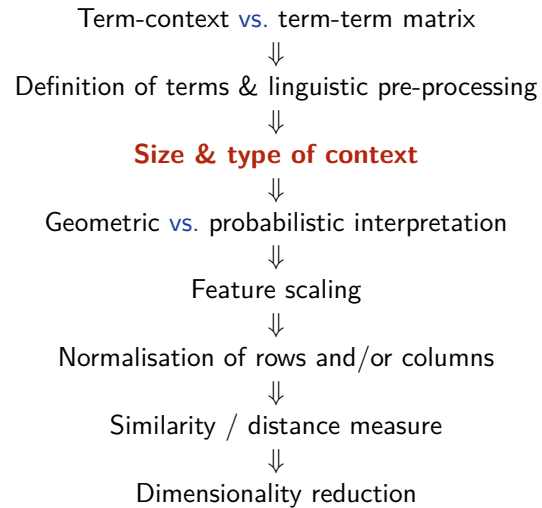 Term-context vs. term-term matrix
⇓
Definition of terms & linguistic pre-processing
⇓
Size & type of context
⇓
Geometric vs. probabilistic interpretation
⇓
Feature scaling
⇓
Normalisation of rows and/or columns
⇓
Similarity / distance measure
⇓
Dimensionality reduction